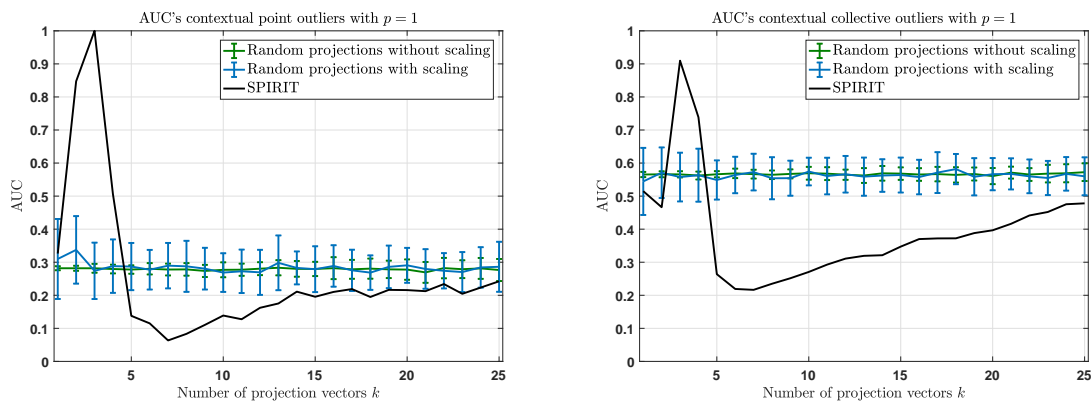 AUC's contextual point outliers with p = 1
1
0.9
0.8
0.7
0.6
0.5
0.4
0.3
0.2
0.1
0
AUC
Random projections without scaling
Random projections with scaling
SPIRIT
5
10
15
20
25
Number of projection vectors k
AUC's contextual collective outliers with p = 1
1
0.9
0.8
0.7
0.6
0.5
0.4
0.3
0.2
0.1
0
AUC
Random projections without scaling
Random projections with scaling
SPIRIT
5
10
15
20
25
Number of projection vectors k